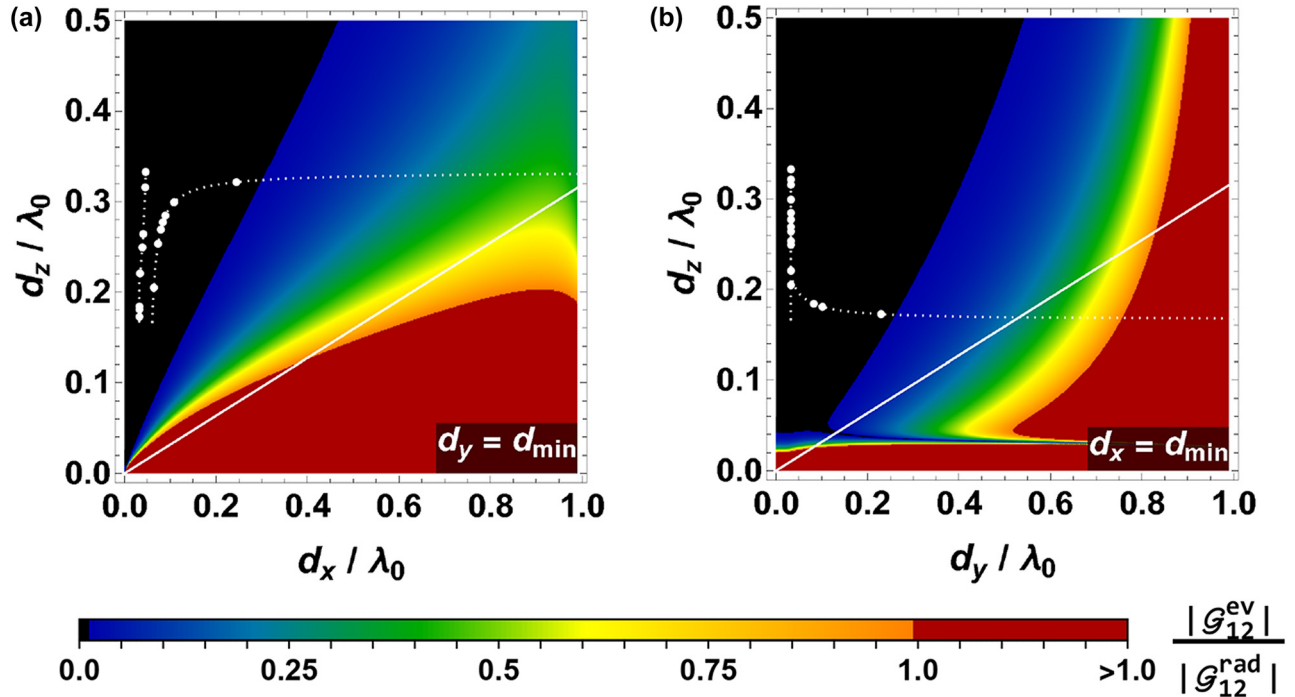 (a)
0.5
0.4
0.3
0.2
0.1
0.0
d_z / λ_0
d_y = d_min
0.0 0.2 0.4 0.6 0.8 1.0
d_x / λ_0
(b)
0.5
0.4
0.3
0.2
0.1
0.0
d_z / λ_0
d_x = d_min
0.0 0.2 0.4 0.6 0.8 1.0
d_y / λ_0
0.0 0.25 0.5 0.75 1.0 >1.0
|𝒢_12^ev|
|𝒢_12^rad|